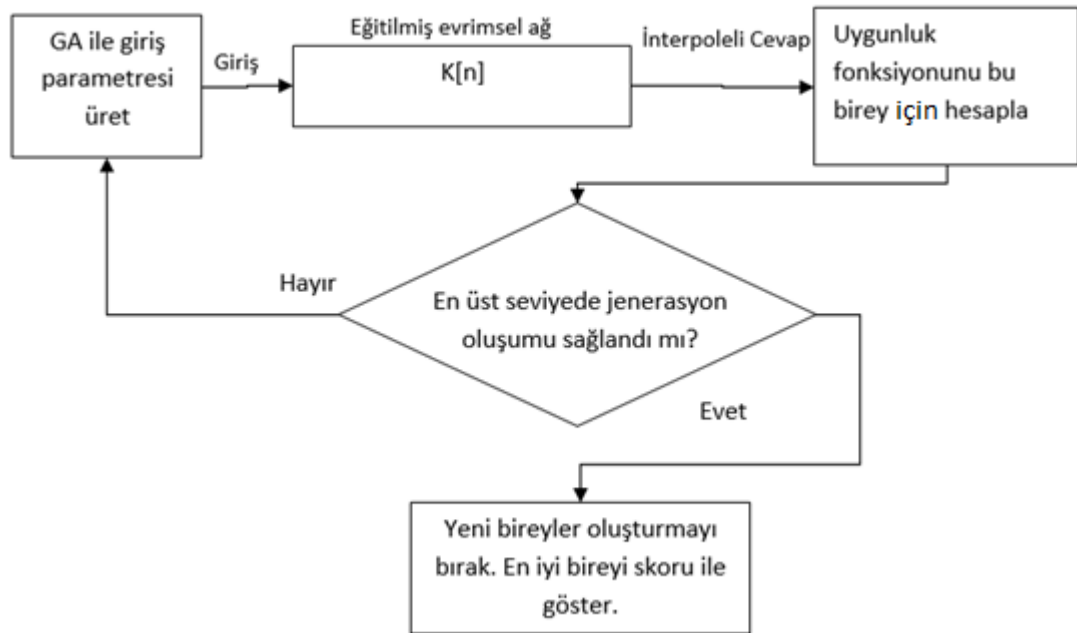 GA ile giriş
parametresi
üret
Giriş
Eğitilmiş evrimsel ağ
K[n]
İnterpoleli Cevap
Uygunluk
fonksiyonunu bu
birey için hesapla
Hayır
En üst seviyede jenerasyon
oluşumu sağlandı mı?
Evet
Yeni bireyler oluşturmayı
bırak. En iyi bireyi skoru ile
göster.